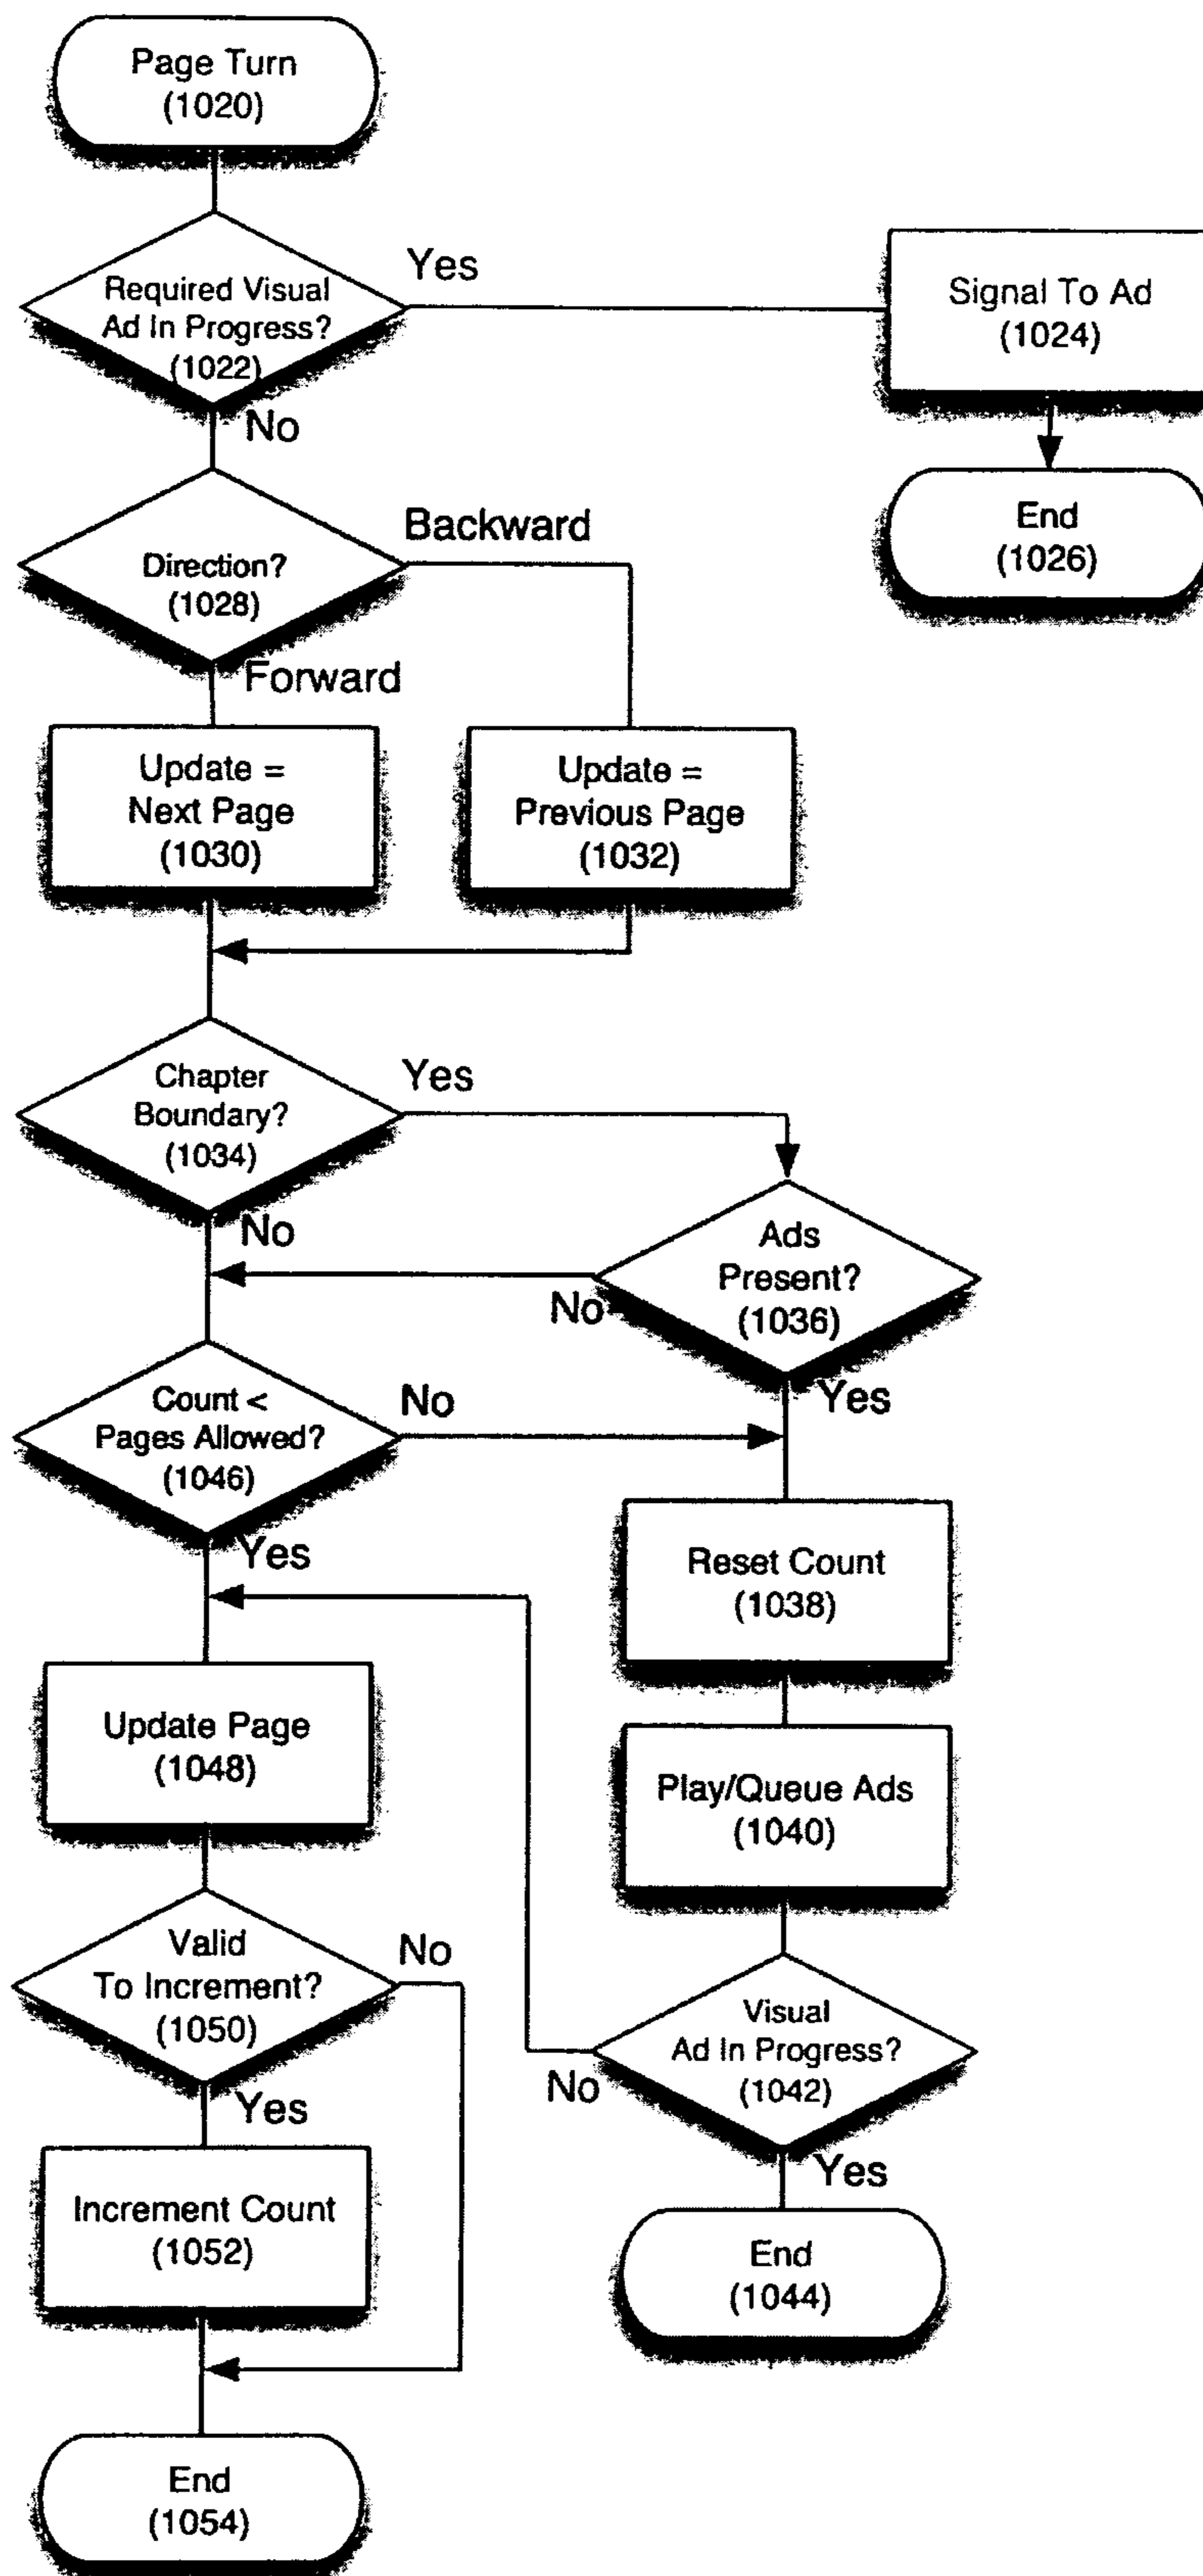 Page Turn
(1020)
Required Visual
Ad In Progress?
(1022)
Yes
Signal To Ad
(1024)
No
End
(1026)
Direction?
(1028)
Backward
Forward
Update =
Next Page
(1030)
Update =
Previous Page
(1032)
Chapter
Boundary?
(1034)
Yes
No
Ads
Present?
(1036)
No
Yes
Count <
Pages Allowed?
(1046)
No
Yes
Reset Count
(1038)
Update Page
(1048)
Play/Queue Ads
(1040)
Valid
To Increment?
(1050)
No
Yes
Visual
Ad In Progress?
(1042)
No
Yes
Increment Count
(1052)
End
(1044)
End
(1054)